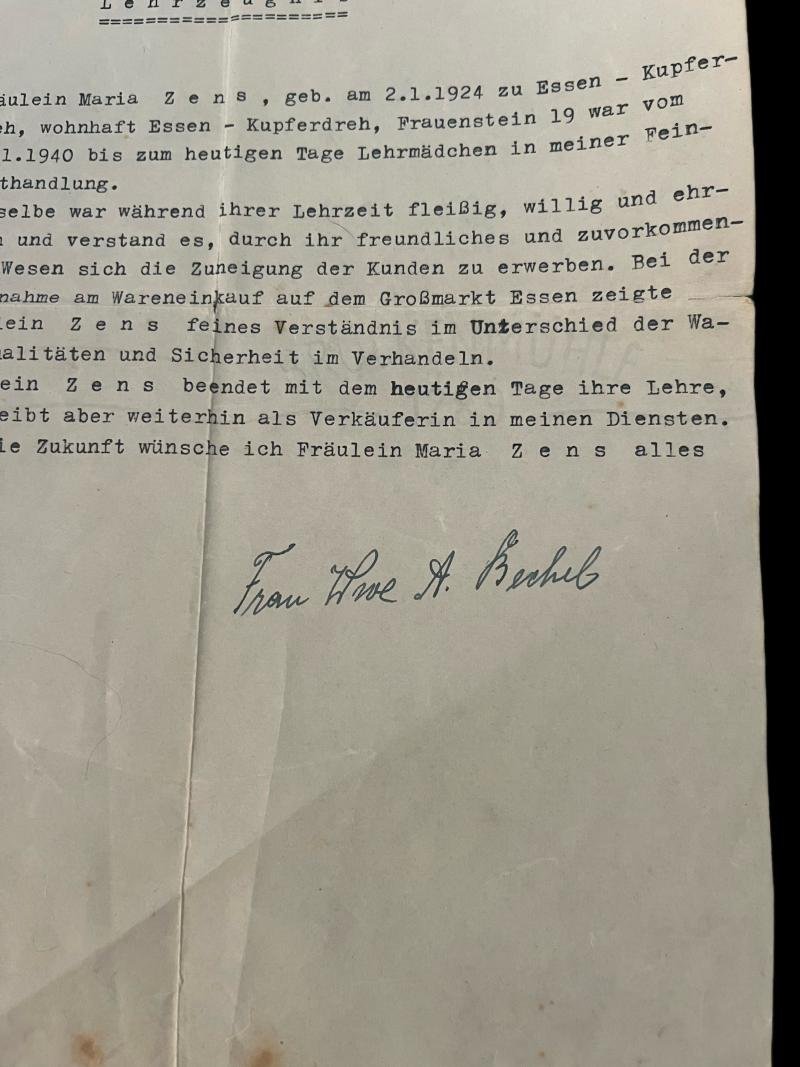 L e h r z e u g n i s
äulein Maria Z e n s , geb. am 2.1.1924 zu Essen - Kupfer-
eh, wohnhaft Essen - Kupferdreh, Frauenstein 19 war vom
1.1940 bis zum heutigen Tage Lehrmädchen in meiner Fein-
thandlung.
selbe war während ihrer Lehrzeit fleißig, willig und ehr-
und verstand es, durch ihr freundliches und zuvorkommen-
Wesen sich die Zuneigung der Kunden zu erwerben. Bei der
nahme am Wareneinkauf auf dem Großmarkt Essen zeigte
lein Z e n s feines Verständnis im Unterschied der Wa-
alitäten und Sicherheit im Verhandeln.
ein Z e n s beendet mit dem heutigen Tage ihre Lehre,
eibt aber weiterhin als Verkäuferin in meinen Diensten.
ie Zukunft wünsche ich Fräulein Maria Z e n s alles
Frau Wwe A. Bechel